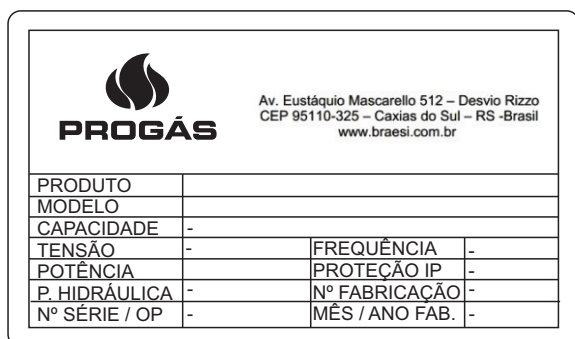 PROGÁS
Av. Eustáquio Mascarello 512 – Desvio Rizzo
CEP 95110-325 – Caxias do Sul – RS -Brasil
www.braesi.com.br
PRODUTO
MODELO
CAPACIDADE -
TENSÃO - FREQUÊNCIA -
POTÊNCIA PROTEÇÃO IP -
P. HIDRÁULICA - Nº FABRICAÇÃO -
Nº SÉRIE / OP - MÊS / ANO FAB. -